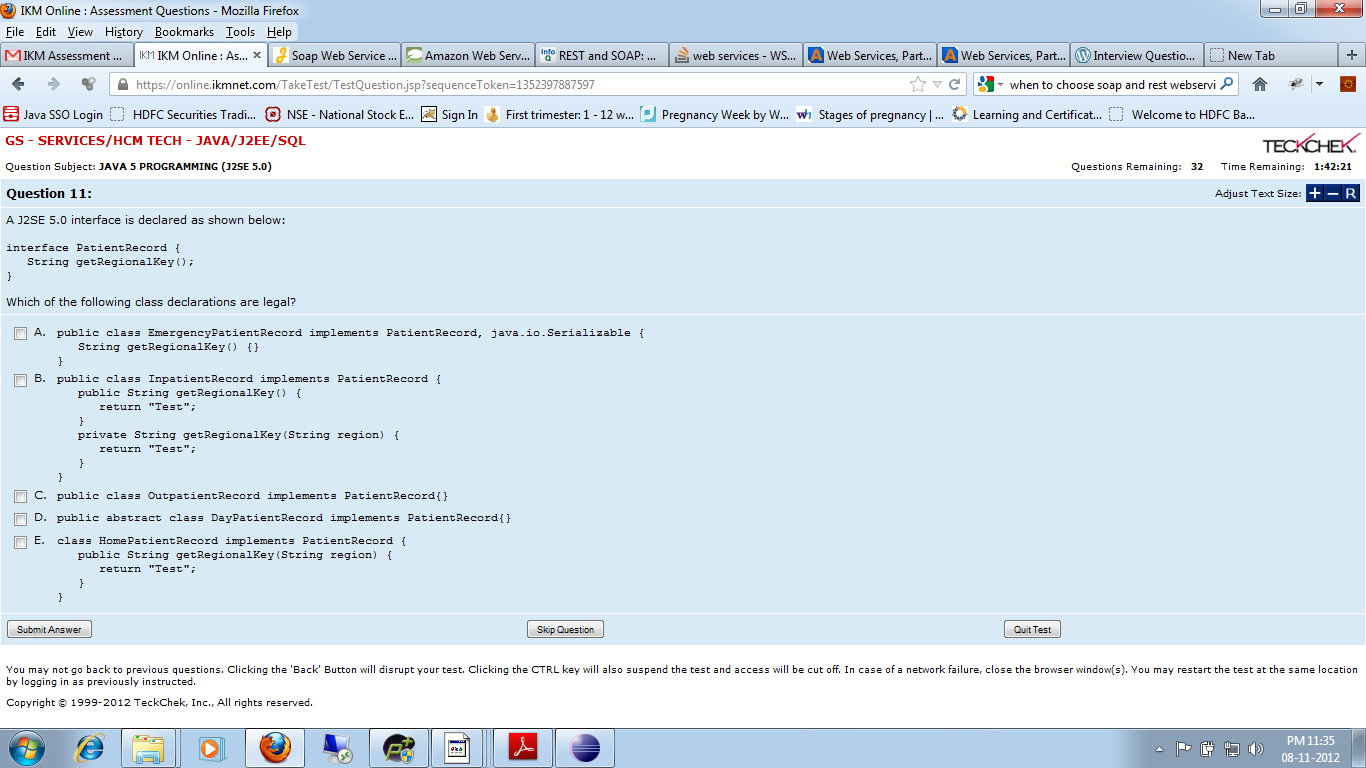 IKM Online : Assessment Questions - Mozilla Firefox
File Edit View History Bookmarks Tools Help
IKM Assessment ... IKM IKM Online : As... × Soap Web Service ... Amazon Web Serv... REST and SOAP: ... web services - WS... Web Services, Part... Web Services, Part... Interview Questio... New Tab
https://online.ikmnet.com/TakeTest/TestQuestion.jsp?sequenceToken=1352397887597 when to choose soap and rest webservi
Java SSO Login HDFC Securities Tradi... NSE - National Stock E... Sign In First trimester: 1 - 12 w... Pregnancy Week by W... Stages of pregnancy | ... Learning and Certificat... Welcome to HDFC Ba...
GS - SERVICES/HCM TECH - JAVA/J2EE/SQL TECKCHEK
Question Subject: JAVA 5 PROGRAMMING (J2SE 5.0) Questions Remaining: 32 Time Remaining: 1:42:21
Question 11: Adjust Text Size: + − R
A J2SE 5.0 interface is declared as shown below:
interface PatientRecord {
String getRegionalKey();
}
Which of the following class declarations are legal?
A. public class EmergencyPatientRecord implements PatientRecord, java.io.Serializable {
String getRegionalKey() {}
}
B. public class InpatientRecord implements PatientRecord {
public String getRegionalKey() {
return "Test";
}
private String getRegionalKey(String region) {
return "Test";
}
}
C. public class OutpatientRecord implements PatientRecord{}
D. public abstract class DayPatientRecord implements PatientRecord{}
E. class HomePatientRecord implements PatientRecord {
public String getRegionalKey(String region) {
return "Test";
}
}
Submit Answer Skip Question Quit Test
You may not go back to previous questions. Clicking the 'Back' Button will disrupt your test. Clicking the CTRL key will also suspend the test and access will be cut off. In case of a network failure, close the browser window(s). You may restart the test at the same location
by logging in as previously instructed.
Copyright © 1999-2012 TeckChek, Inc., All rights reserved.
PM 11:35
08-11-2012